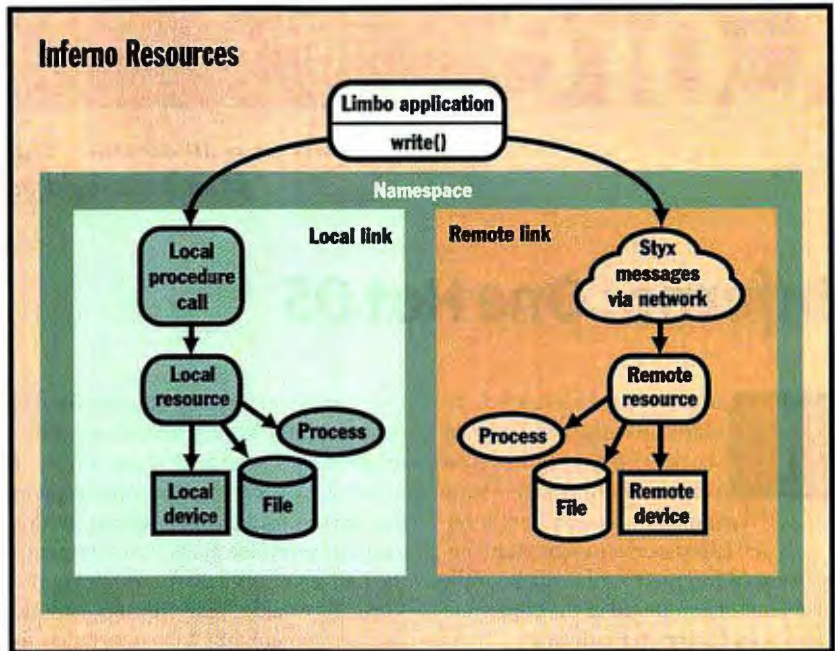 Inferno Resources
Limbo application
write()
Namespace
Local link
Remote link
Local
procedure
call
Styx
messages
via network
Local
resource
Remote
resource
Process
Process
Local
device
File
File
Remote
device